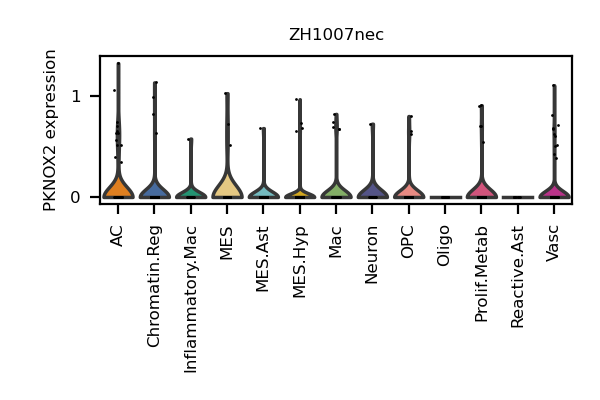 ZH1007nec
PKNOX2 expression
1
0
AC
Chromatin.Reg
Inflammatory.Mac
MES
MES.Ast
MES.Hyp
Mac
Neuron
OPC
Oligo
Prolif.Metab
Reactive.Ast
Vasc